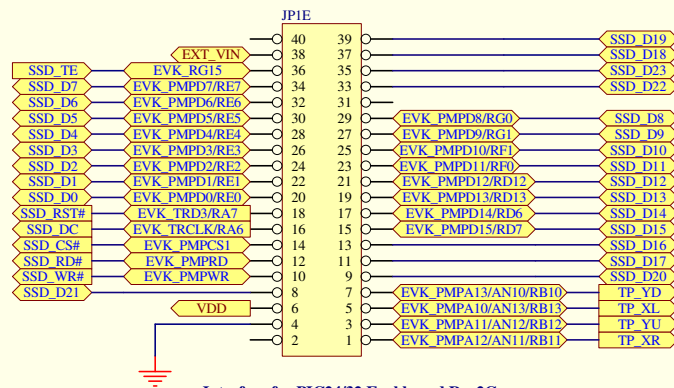 JP1E
40 39 SSD_D19
EXT_VIN 38 37 SSD_D18
SSD_TE EVK_RG15 36 35 SSD_D23
SSD_D7 EVK_PMPD7/RE7 34 33 SSD_D22
SSD_D6 EVK_PMPD6/RE6 32 31
SSD_D5 EVK_PMPD5/RE5 30 29 EVK_PMPD8/RG0 SSD_D8
SSD_D4 EVK_PMPD4/RE4 28 27 EVK_PMPD9/RG1 SSD_D9
SSD_D3 EVK_PMPD3/RE3 26 25 EVK_PMPD10/RF1 SSD_D10
SSD_D2 EVK_PMPD2/RE2 24 23 EVK_PMPD11/RF0 SSD_D11
SSD_D1 EVK_PMPD1/RE1 22 21 EVK_PMPD12/RD12 SSD_D12
SSD_D0 EVK_PMPD0/RE0 20 19 EVK_PMPD13/RD13 SSD_D13
SSD_RST# EVK_TRD3/RA7 18 17 EVK_PMPD14/RD6 SSD_D14
SSD_DC EVK_TRCLK/RA6 16 15 EVK_PMPD15/RD7 SSD_D15
SSD_CS# EVK_PMPCS1 14 13 SSD_D16
SSD_RD# EVK_PMPRD 12 11 SSD_D17
SSD_WR# EVK_PMPWR 10 9 SSD_D20
SSD_D21 8 7 EVK_PMPA13/AN10/RB10 TP_YD
VDD 6 5 EVK_PMPA10/AN13/RB13 TP_XL
4 3 EVK_PMPA11/AN12/RB12 TP_YU
2 1 EVK_PMPA12/AN11/RB11 TP_XR